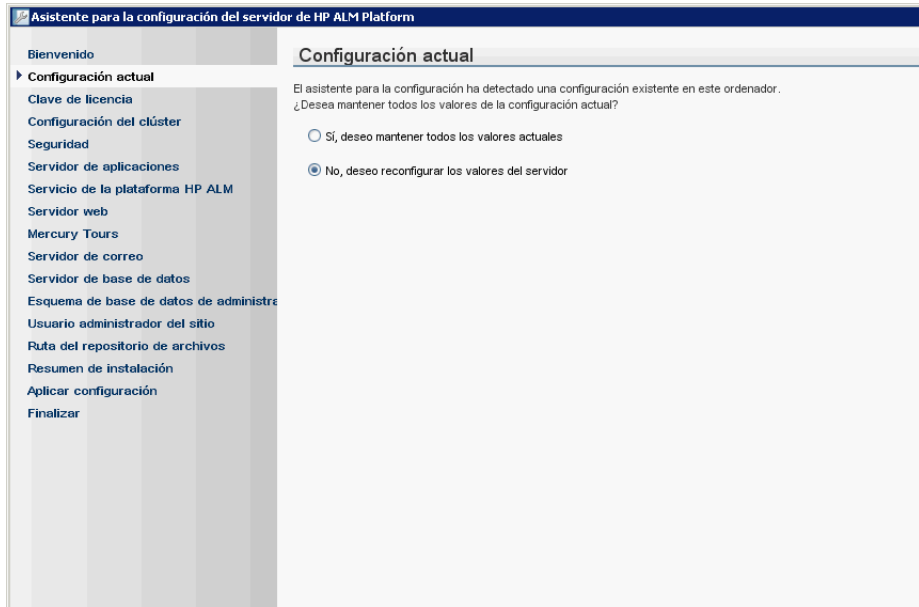 Asistente para la configuración del servidor de HP ALM Platform
Bienvenido
Configuración actual
Clave de licencia
Configuración del clúster
Seguridad
Servidor de aplicaciones
Servicio de la plataforma HP ALM
Servidor web
Mercury Tours
Servidor de correo
Servidor de base de datos
Esquema de base de datos de administra
Usuario administrador del sitio
Ruta del repositorio de archivos
Resumen de instalación
Aplicar configuración
Finalizar
Configuración actual
El asistente para la configuración ha detectado una configuración existente en este ordenador.
¿Desea mantener todos los valores de la configuración actual?
Sí, deseo mantener todos los valores actuales
No, deseo reconfigurar los valores del servidor